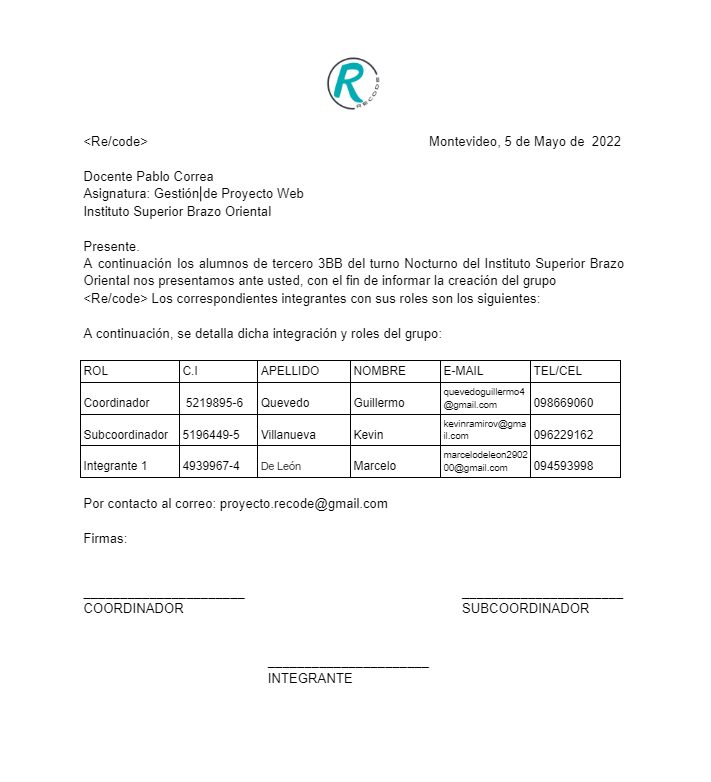 R
RECODE
<Re/code> Montevideo, 5 de Mayo de 2022
Docente Pablo Correa
Asignatura: Gestión de Proyecto Web
Instituto Superior Brazo Oriental
Presente.
A continuación los alumnos de tercero 3BB del turno Nocturno del Instituto Superior Brazo
Oriental nos presentamos ante usted, con el fin de informar la creación del grupo
<Re/code> Los correspondientes integrantes con sus roles son los siguientes:
A continuación, se detalla dicha integración y roles del grupo:
ROL C.I APELLIDO NOMBRE E-MAIL TEL/CEL
Coordinador 5219895-6 Quevedo Guillermo quevedoguillermo4@gmail.com 098669060
Subcoordinador 5196449-5 Villanueva Kevin kevinramirov@gmail.com 096229162
Integrante 1 4939967-4 De León Marcelo marcelodeleon290200@gmail.com 094593998
Por contacto al correo: proyecto.recode@gmail.com
Firmas:
COORDINADOR SUBCOORDINADOR
INTEGRANTE